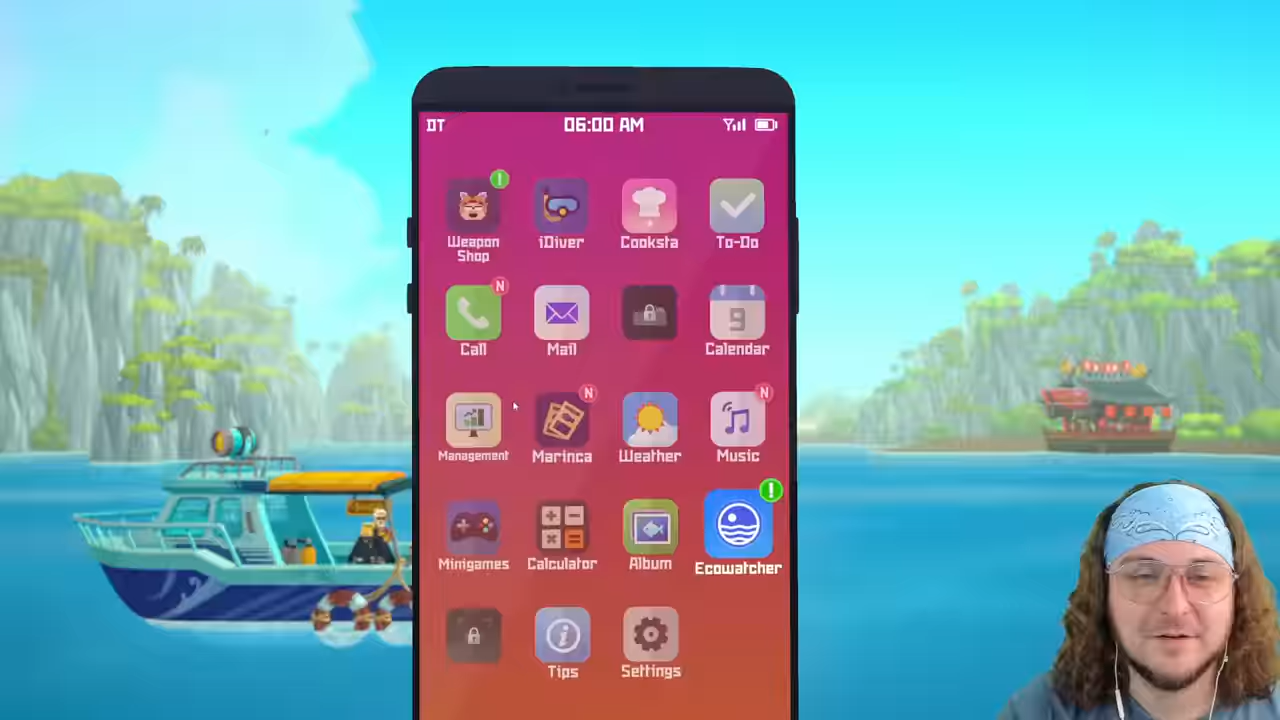 DT 06:00 AM
!
Weapon
Shop
iDiver
Cooksta
To-Do
N
Call
Mail
9
Calendar
Management
N
Marinca
Weather
N
Music
Minigames
Calculator
Album
!
Ecowatcher
i
Tips
Settings